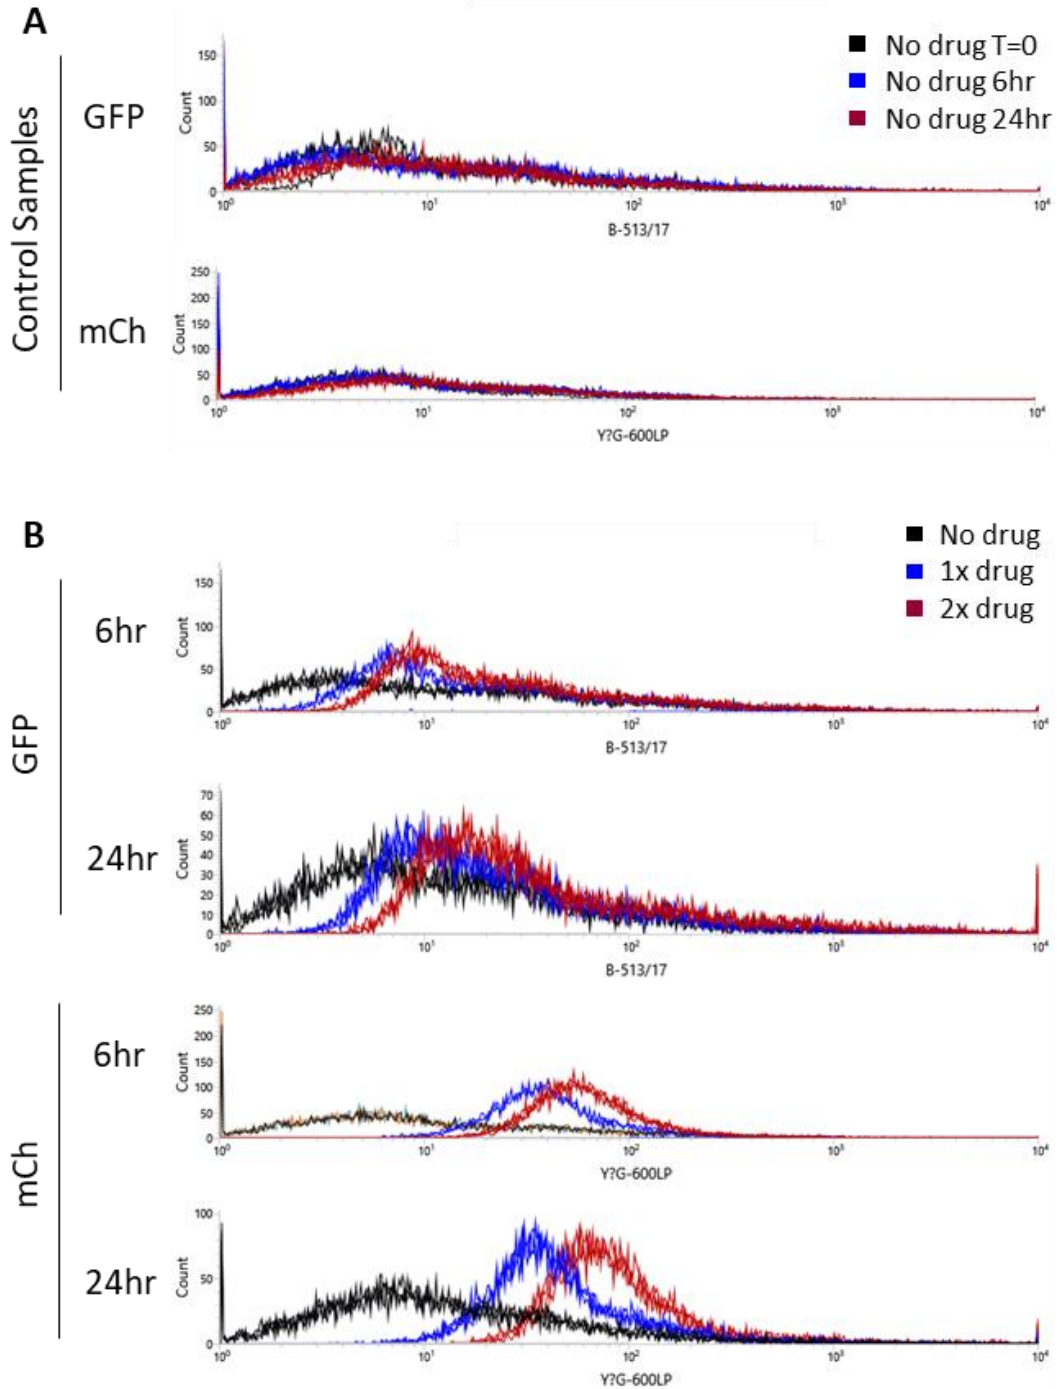 A
No drug T=0
No drug 6hr
No drug 24hr
Control Samples
GFP
Count
150
100
50
0
10⁰ 10¹ 10² 10³ 10⁴
B-513/17
mCh
Count
250
200
150
100
50
0
10⁰ 10¹ 10² 10³ 10⁴
Y?G-600LP
B
No drug
1x drug
2x drug
GFP
6hr
Count
150
100
50
0
10⁰ 10¹ 10² 10³ 10⁴
B-513/17
24hr
Count
70
60
50
40
30
20
10
0
10⁰ 10¹ 10² 10³ 10⁴
B-513/17
mCh
6hr
Count
250
200
150
100
50
0
10⁰ 10¹ 10² 10³ 10⁴
Y?G-600LP
24hr
Count
100
50
0
10⁰ 10¹ 10² 10³ 10⁴
Y?G-600LP